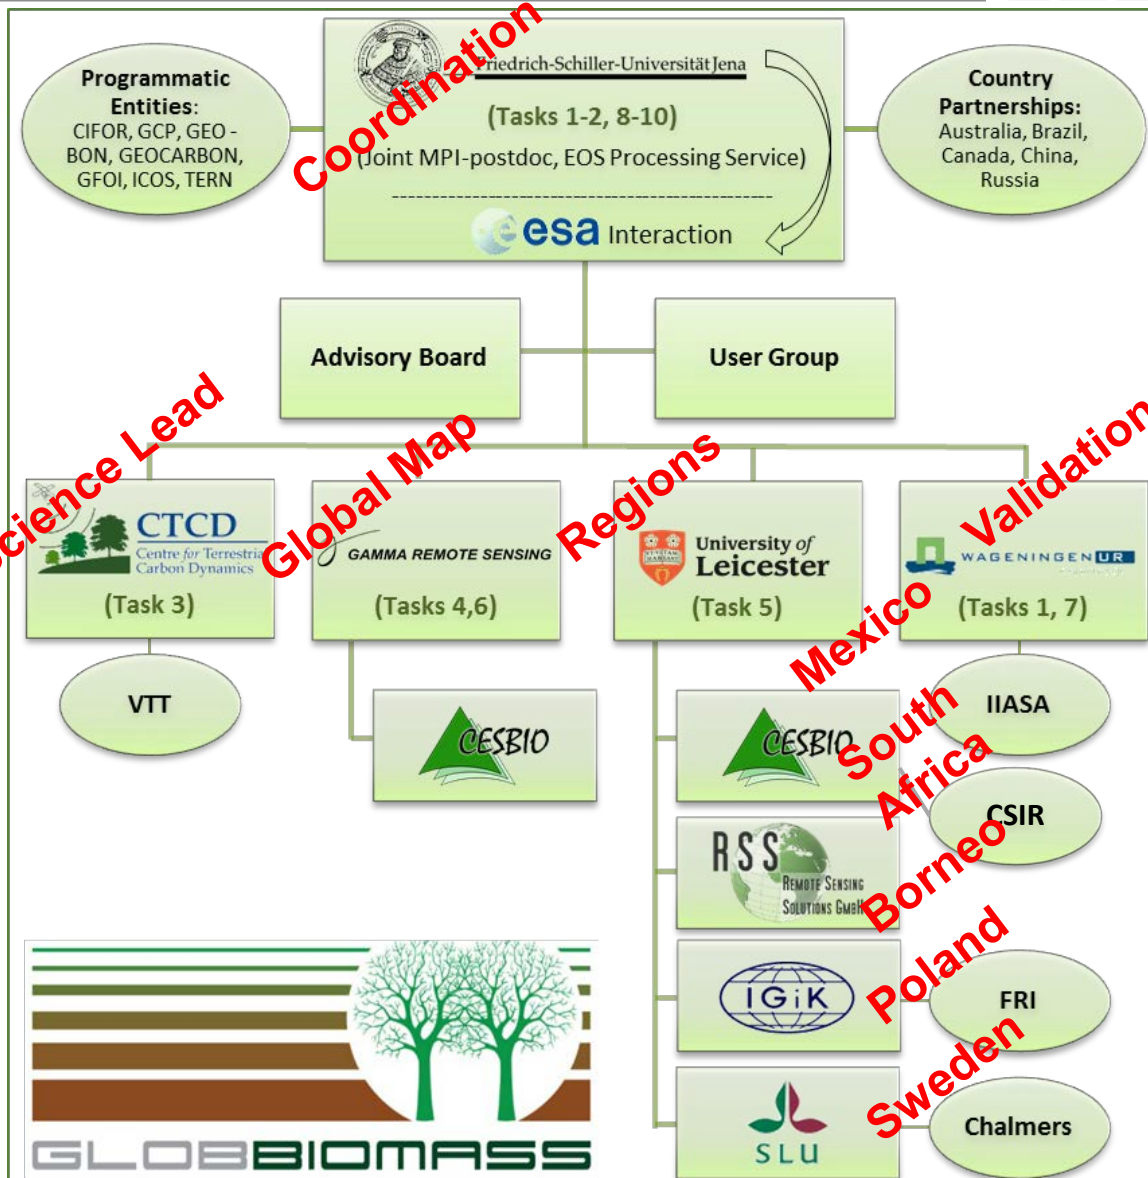 Coordination
Friedrich-Schiller-Universität Jena
(Tasks 1-2, 8-10)
(Joint MPI-postdoc, EOS Processing Service)
esa Interaction
Programmatic
Entities:
CIFOR, GCP, GEO -
BON, GEOCARBON,
GFOI, ICOS, TERN
Country
Partnerships:
Australia, Brazil,
Canada, China,
Russia
Advisory Board
User Group
Science Lead
CTCD
Centre for Terrestrial
Carbon Dynamics
(Task 3)
VTT
Global Map
GAMMA REMOTE SENSING
(Tasks 4,6)
CESBIO
Regions
University of
Leicester
(Task 5)
Validation
WAGENINGEN UR
(Tasks 1, 7)
IIASA
Mexico
CESBIO
South
Africa
CSIR
RSS
REMOTE SENSING
SOLUTIONS GMBH
Borneo
IGiK
Poland
FRI
SLU
Sweden
Chalmers
GLOBBIOMASS